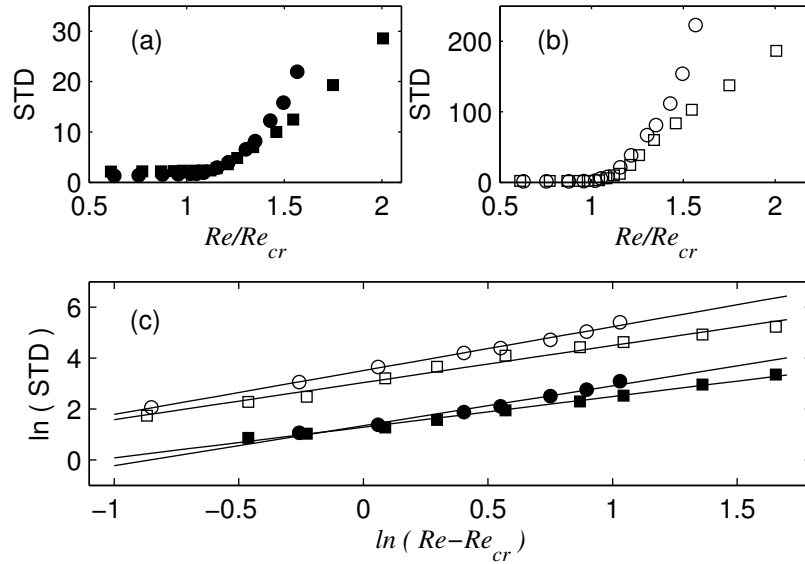 (a)
STD
30
20
10
0
0.5 1 1.5 2
Re/Re_cr
(b)
STD
200
100
0
0.5 1 1.5 2
Re/Re_cr
(c)
ln ( STD )
6
4
2
0
−1 −0.5 0 0.5 1 1.5
ln ( Re−Re_cr )